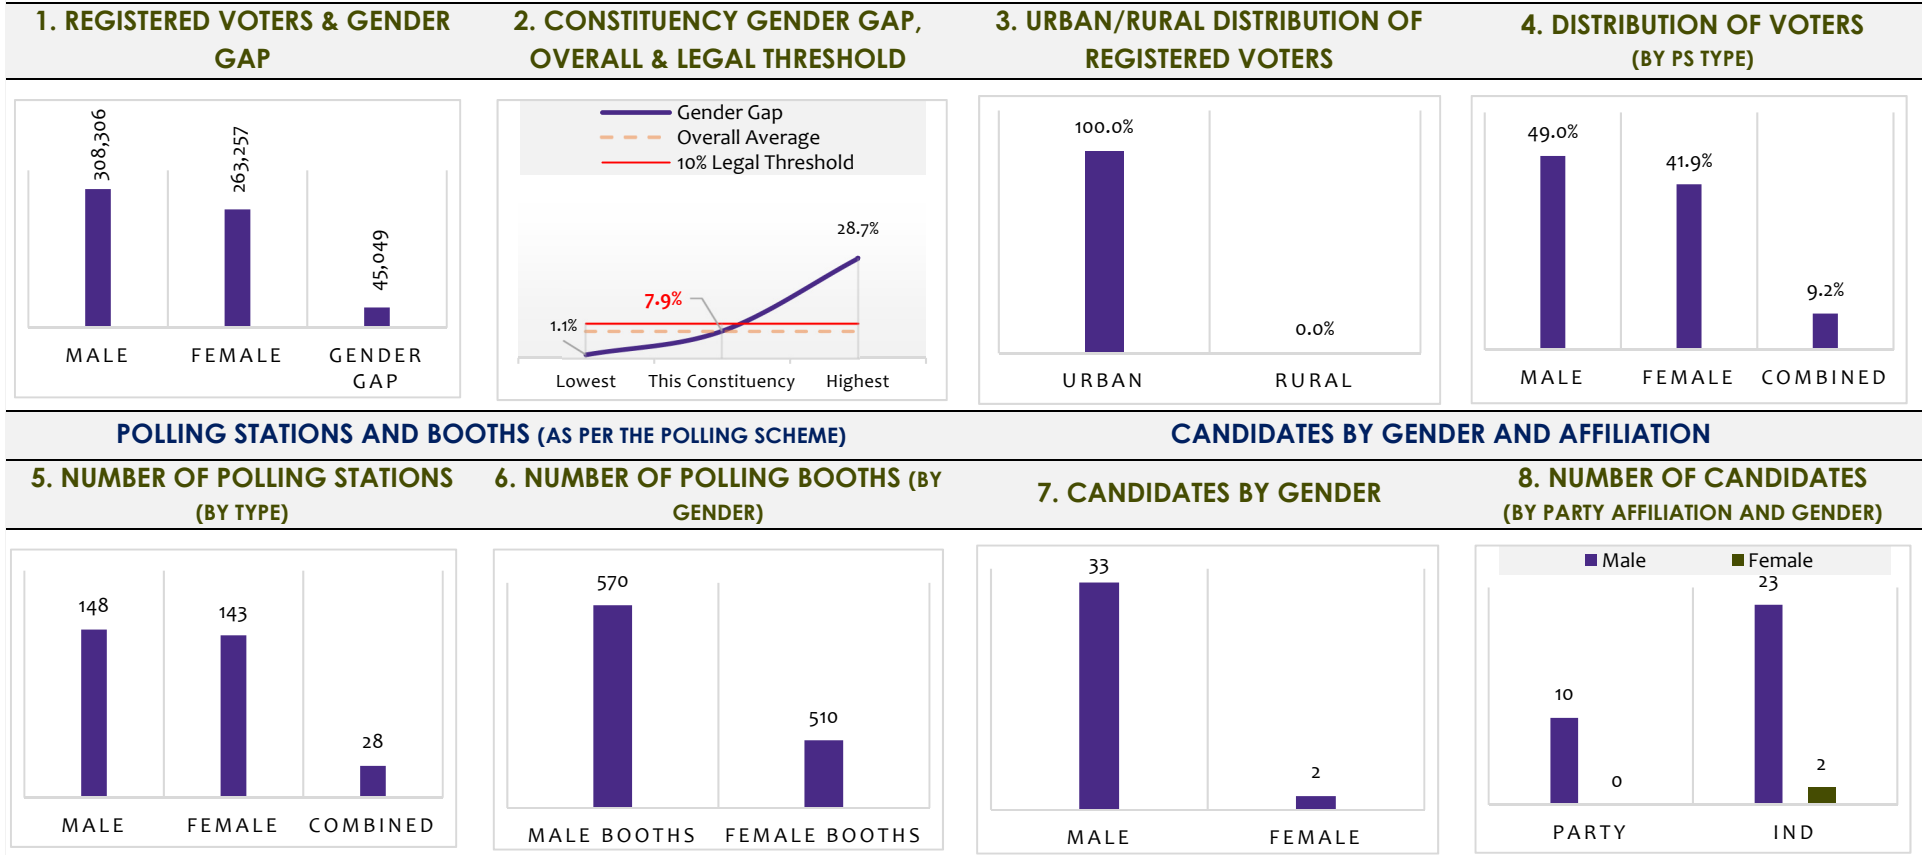 1. REGISTERED VOTERS & GENDER
GAP
2. CONSTITUENCY GENDER GAP,
OVERALL & LEGAL THRESHOLD
3. URBAN/RURAL DISTRIBUTION OF
REGISTERED VOTERS
4. DISTRIBUTION OF VOTERS
(BY PS TYPE)
308,306
263,257
45,049
MALE
FEMALE
GENDER
GAP
Gender Gap
Overall Average
10% Legal Threshold
28.7%
7.9%
1.1%
Lowest
This Constituency
Highest
100.0%
0.0%
URBAN
RURAL
49.0%
41.9%
9.2%
MALE
FEMALE
COMBINED
POLLING STATIONS AND BOOTHS (AS PER THE POLLING SCHEME)
CANDIDATES BY GENDER AND AFFILIATION
5. NUMBER OF POLLING STATIONS
(BY TYPE)
6. NUMBER OF POLLING BOOTHS (BY
GENDER)
7. CANDIDATES BY GENDER
8. NUMBER OF CANDIDATES
(BY PARTY AFFILIATION AND GENDER)
148
143
28
MALE
FEMALE
COMBINED
570
510
MALE BOOTHS
FEMALE BOOTHS
33
2
MALE
FEMALE
Male
Female
10
0
23
2
PARTY
IND